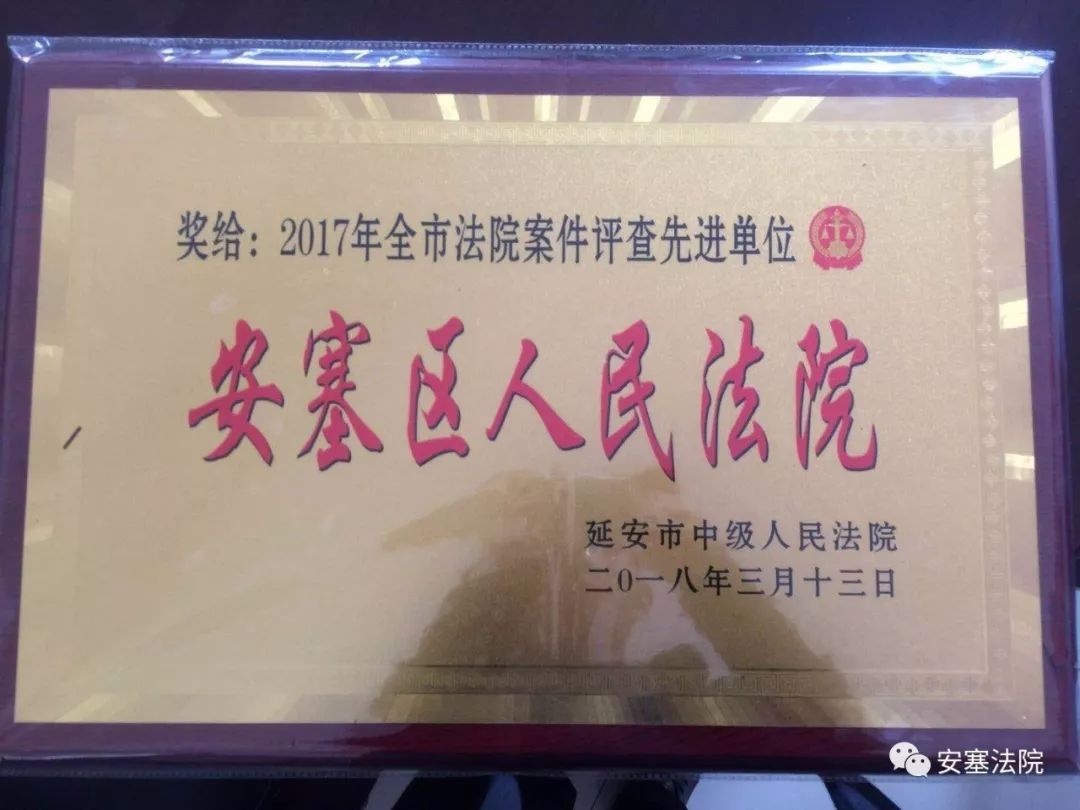 奖给：2017年全市法院案件评查先进单位
安塞区人民法院
延安市中级人民法院
二0一八年三月十三日
安塞法院